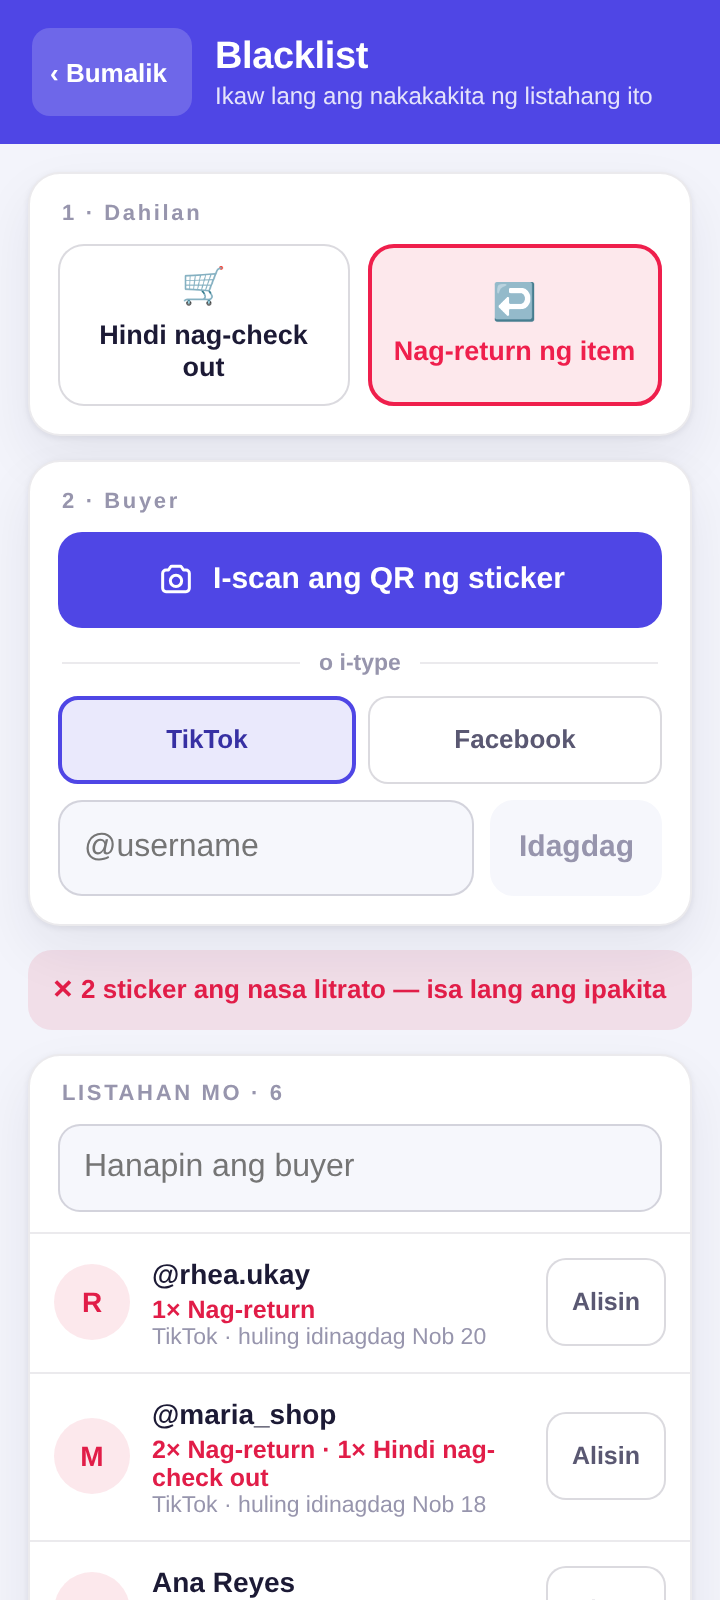 ‹ Bumalik
Blacklist
Ikaw lang ang nakakakita ng listahang ito
1 · Dahilan
Hindi nag-check
out
Nag-return ng item
2 · Buyer
I-scan ang QR ng sticker
o i-type
TikTok
Facebook
@username
Idagdag
✕ 2 sticker ang nasa litrato — isa lang ang ipakita
LISTAHAN MO · 6
Hanapin ang buyer
R
@rhea.ukay
1× Nag-return
TikTok · huling idinagdag Nob 20
Alisin
M
@maria_shop
2× Nag-return · 1× Hindi nag-
check out
TikTok · huling idinagdag Nob 18
Alisin
Ana Reyes